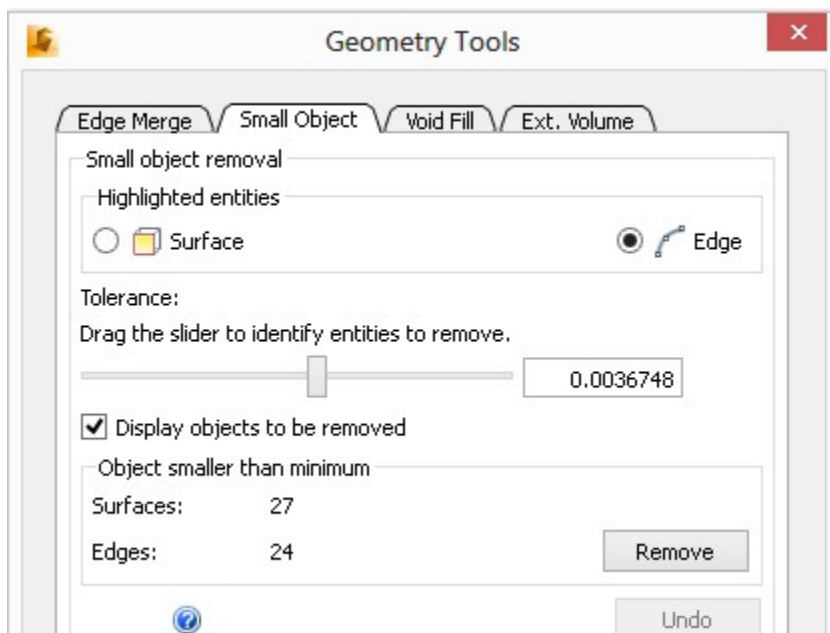 Geometry Tools
Edge Merge Small Object Void Fill Ext. Volume
Small object removal
Highlighted entities
Surface Edge
Tolerance:
Drag the slider to identify entities to remove.
0.0036748
Display objects to be removed
Object smaller than minimum
Surfaces: 27
Edges: 24 Remove
? Undo